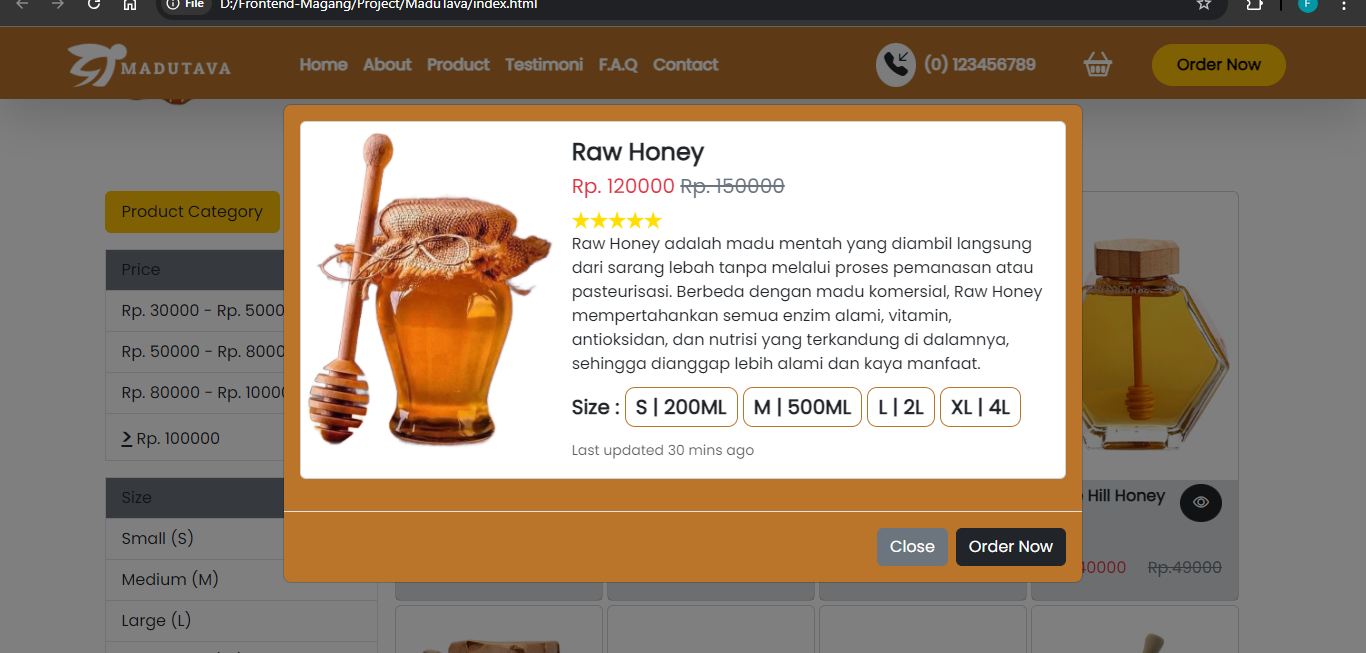 File D:/Frontend-Magang/Project/MaduTava/index.html
F
MADUTAVA
Home About Product Testimoni F.A.Q Contact
(0) 123456789
Order Now
Product Category
Price
Rp. 30000 - Rp. 5000
Rp. 50000 - Rp. 8000
Rp. 80000 - Rp. 1000
> Rp. 100000
Size
Small (S)
Medium (M)
Large (L)
Raw Honey
Rp. 120000 Rp. 150000
Raw Honey adalah madu mentah yang diambil langsung
dari sarang lebah tanpa melalui proses pemanasan atau
pasteurisasi. Berbeda dengan madu komersial, Raw Honey
mempertahankan semua enzim alami, vitamin,
antioksidan, dan nutrisi yang terkandung di dalamnya,
sehingga dianggap lebih alami dan kaya manfaat.
Size : S | 200ML M | 500ML L | 2L XL | 4L
Last updated 30 mins ago
Close Order Now
Hill Honey
40000 Rp.49000